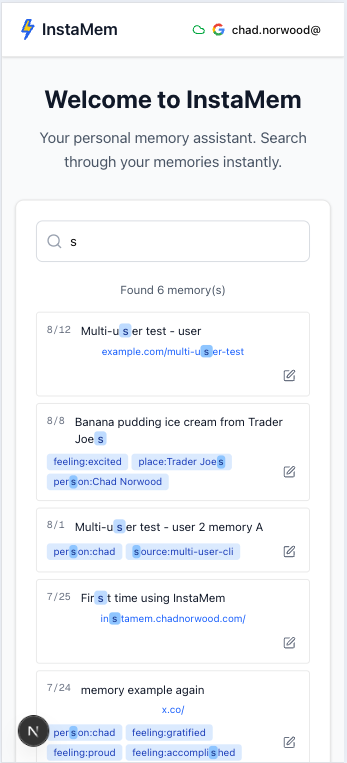 InstaMem
chad.norwood@
Welcome to InstaMem
Your personal memory assistant. Search
through your memories instantly.
s
Found 6 memory(s)
8/12 Multi-user test - user
example.com/multi-user-test
8/8 Banana pudding ice cream from Trader
Joes
feeling:excited place:Trader Joes
person:Chad Norwood
8/1 Multi-user test - user 2 memory A
person:chad source:multi-user-cli
7/25 First time using InstaMem
instamem.chadnorwood.com/
7/24 memory example again
x.co/
N
person:chad feeling:gratified
feeling:proud feeling:accomplished